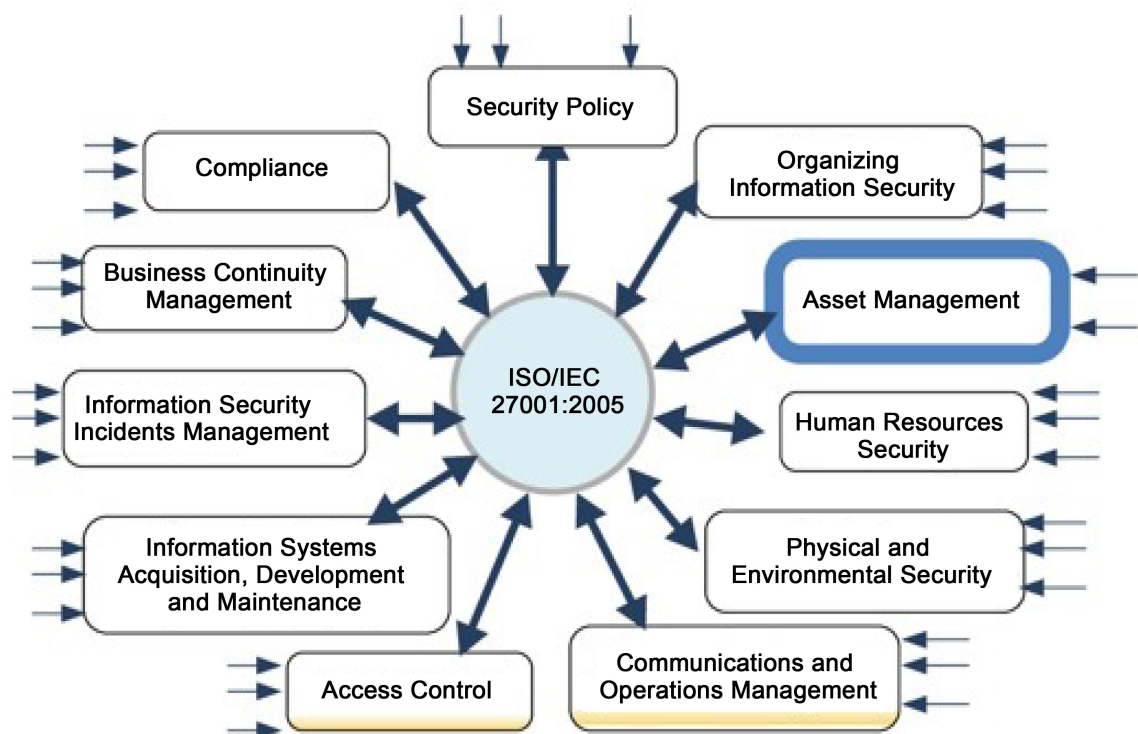 Security Policy
Organizing
Information Security
Compliance
Business Continuity
Management
Asset Management
ISO/IEC
27001:2005
Information Security
Incidents Management
Human Resources
Security
Information Systems
Acquisition, Development
and Maintenance
Physical and
Environmental Security
Access Control
Communications and
Operations Management